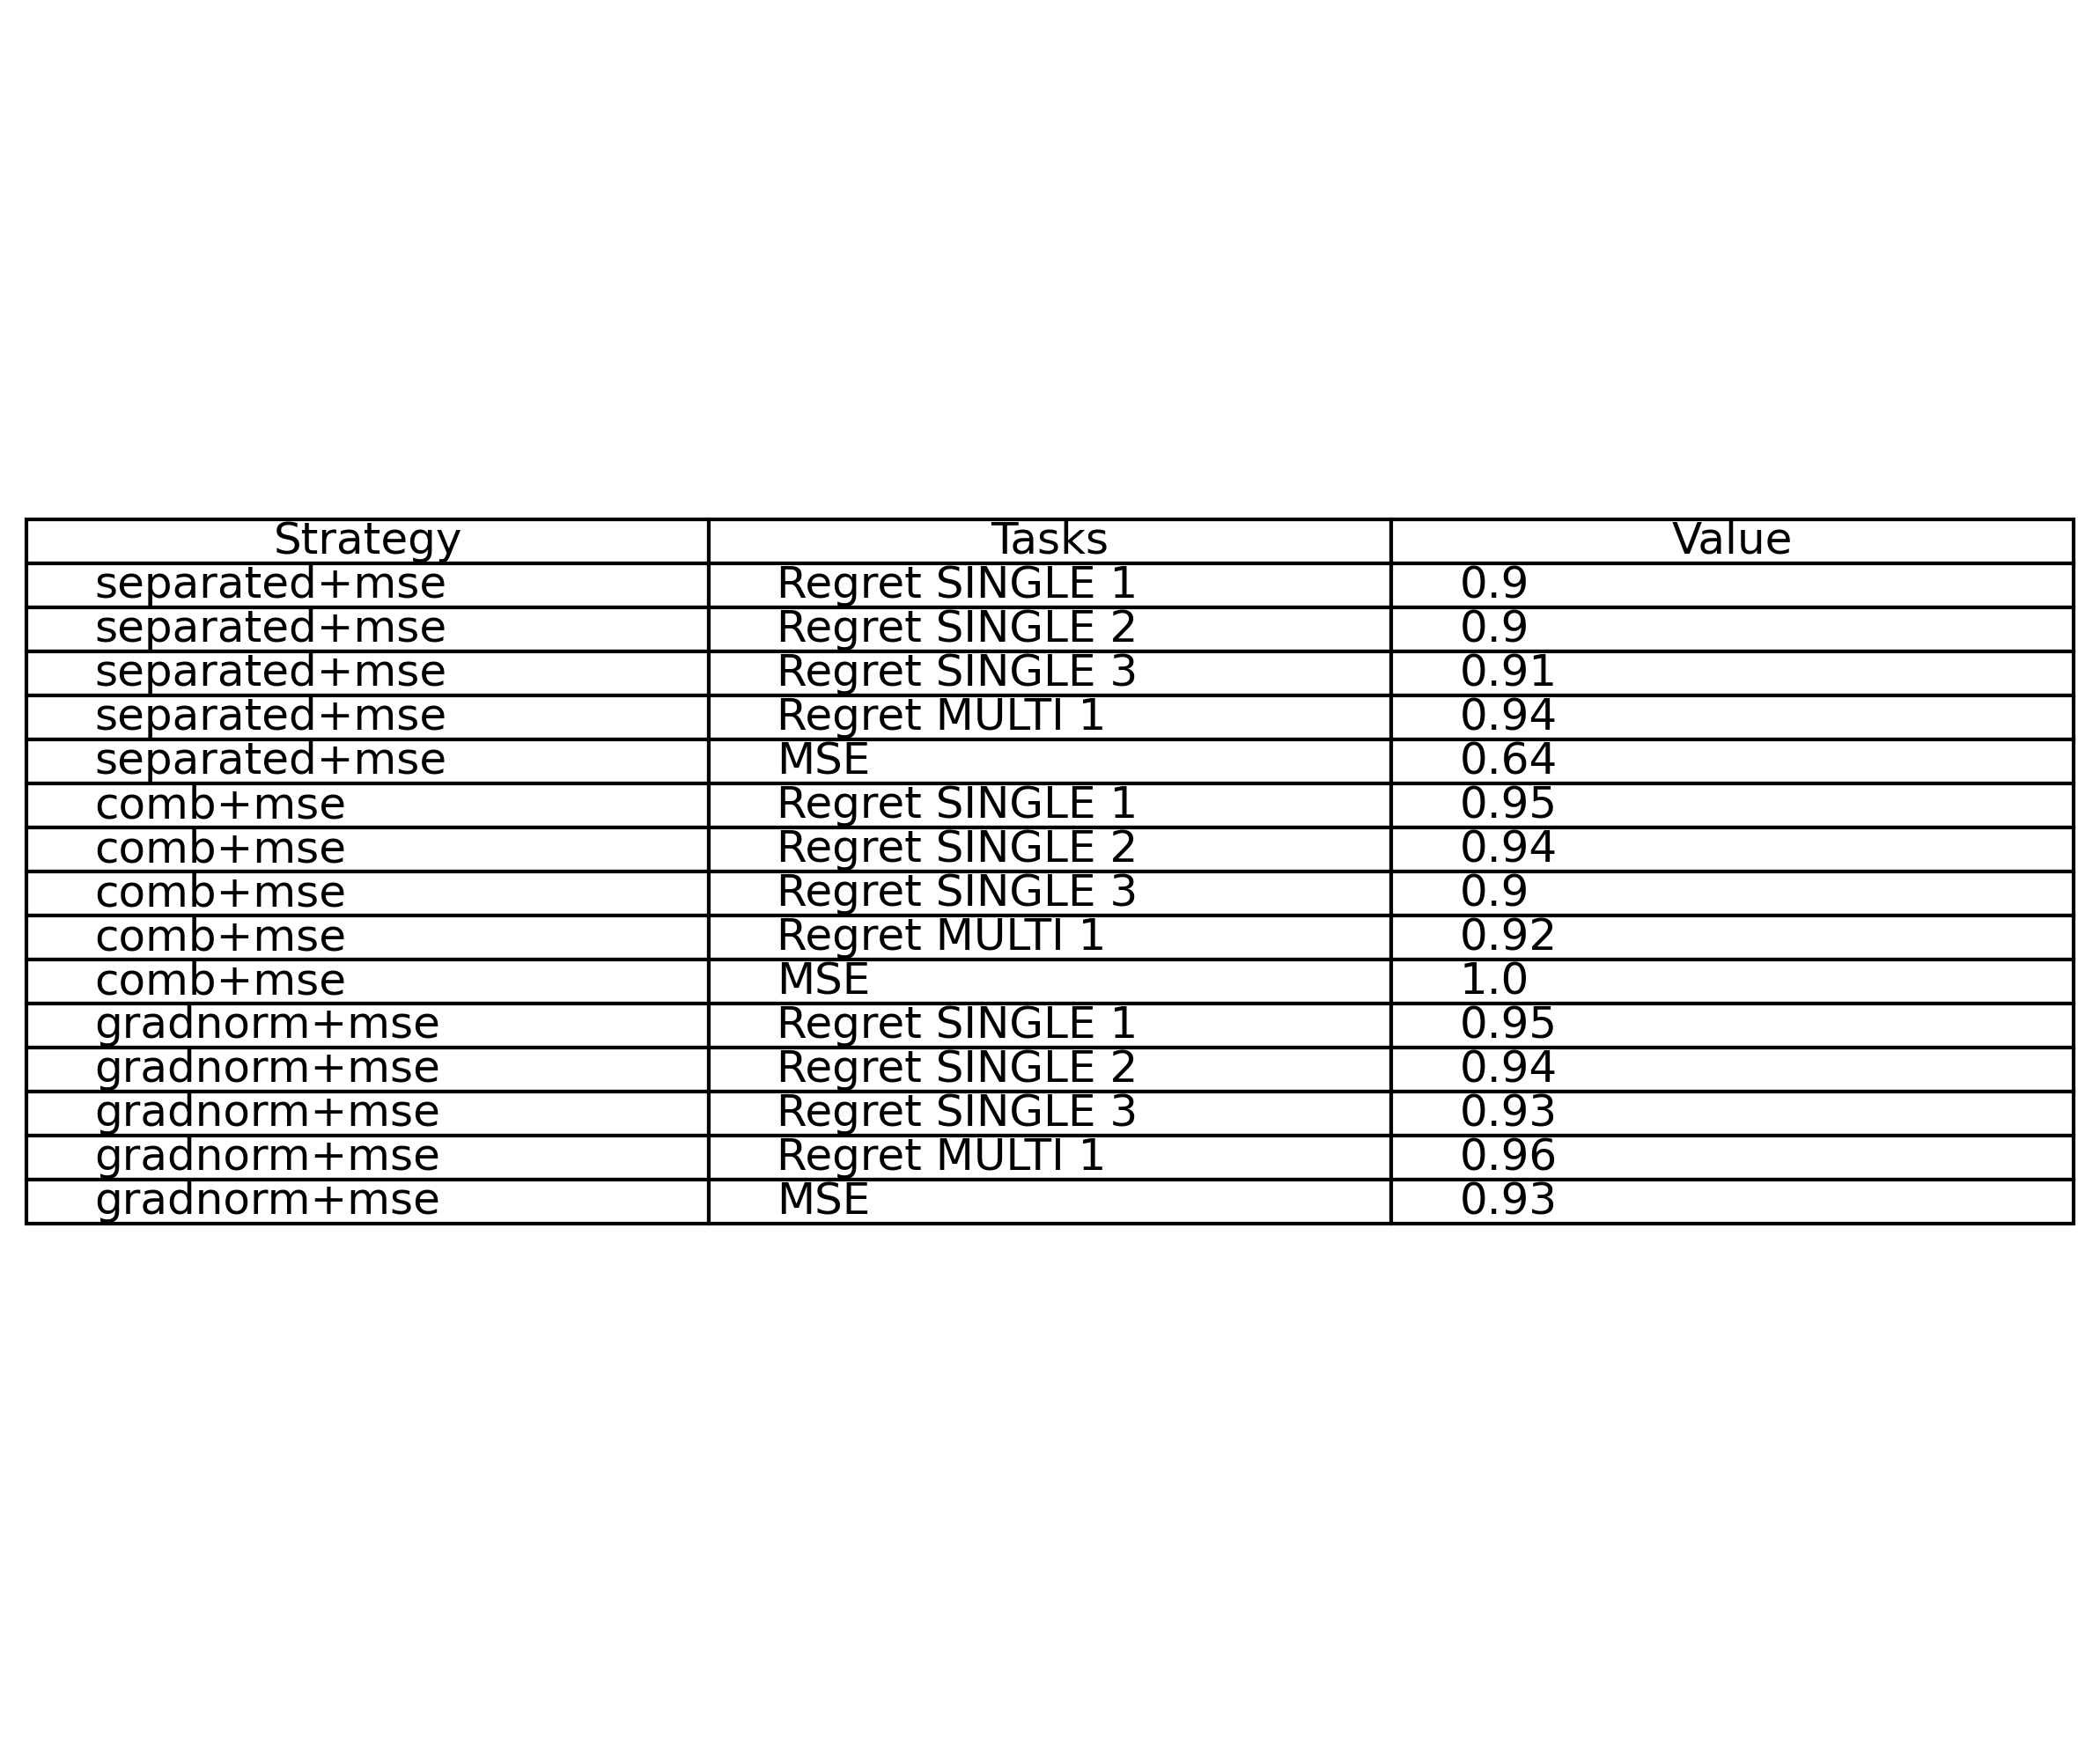 Strategy Tasks Value
separated+mse Regret SINGLE 1 0.9
separated+mse Regret SINGLE 2 0.9
separated+mse Regret SINGLE 3 0.91
separated+mse Regret MULTI 1 0.94
separated+mse MSE 0.64
comb+mse Regret SINGLE 1 0.95
comb+mse Regret SINGLE 2 0.94
comb+mse Regret SINGLE 3 0.9
comb+mse Regret MULTI 1 0.92
comb+mse MSE 1.0
gradnorm+mse Regret SINGLE 1 0.95
gradnorm+mse Regret SINGLE 2 0.94
gradnorm+mse Regret SINGLE 3 0.93
gradnorm+mse Regret MULTI 1 0.96
gradnorm+mse MSE 0.93